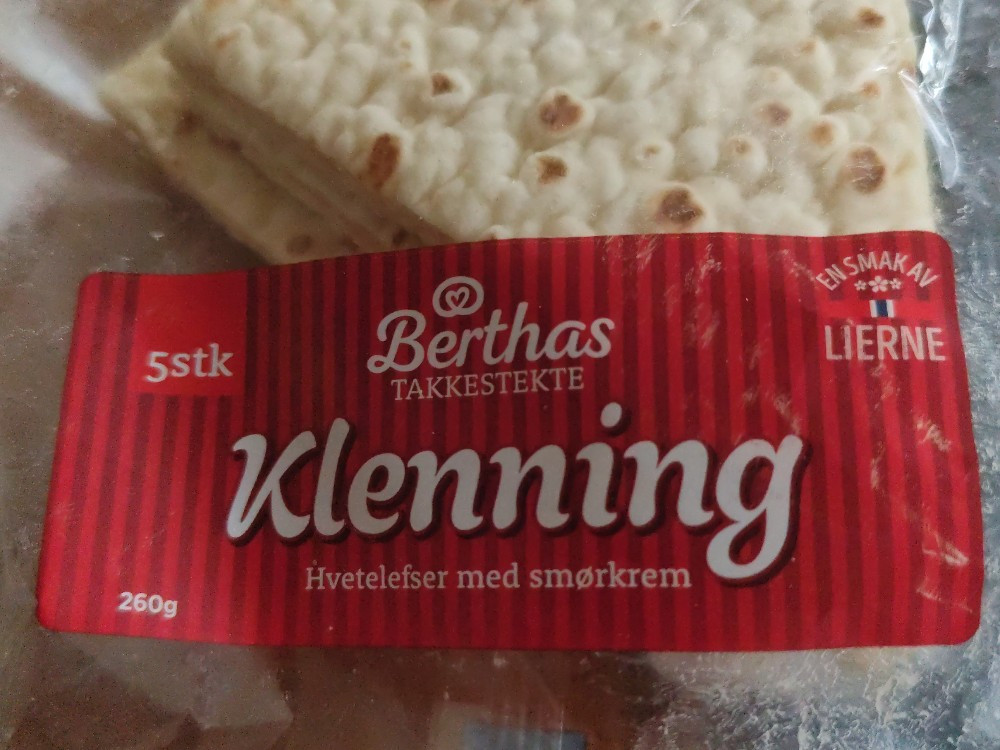 EN SMAK AV
LIERNE
5stk
Berthas
TAKKESTEKTE
Klenning
Hvetelefser med smørkrem
260g